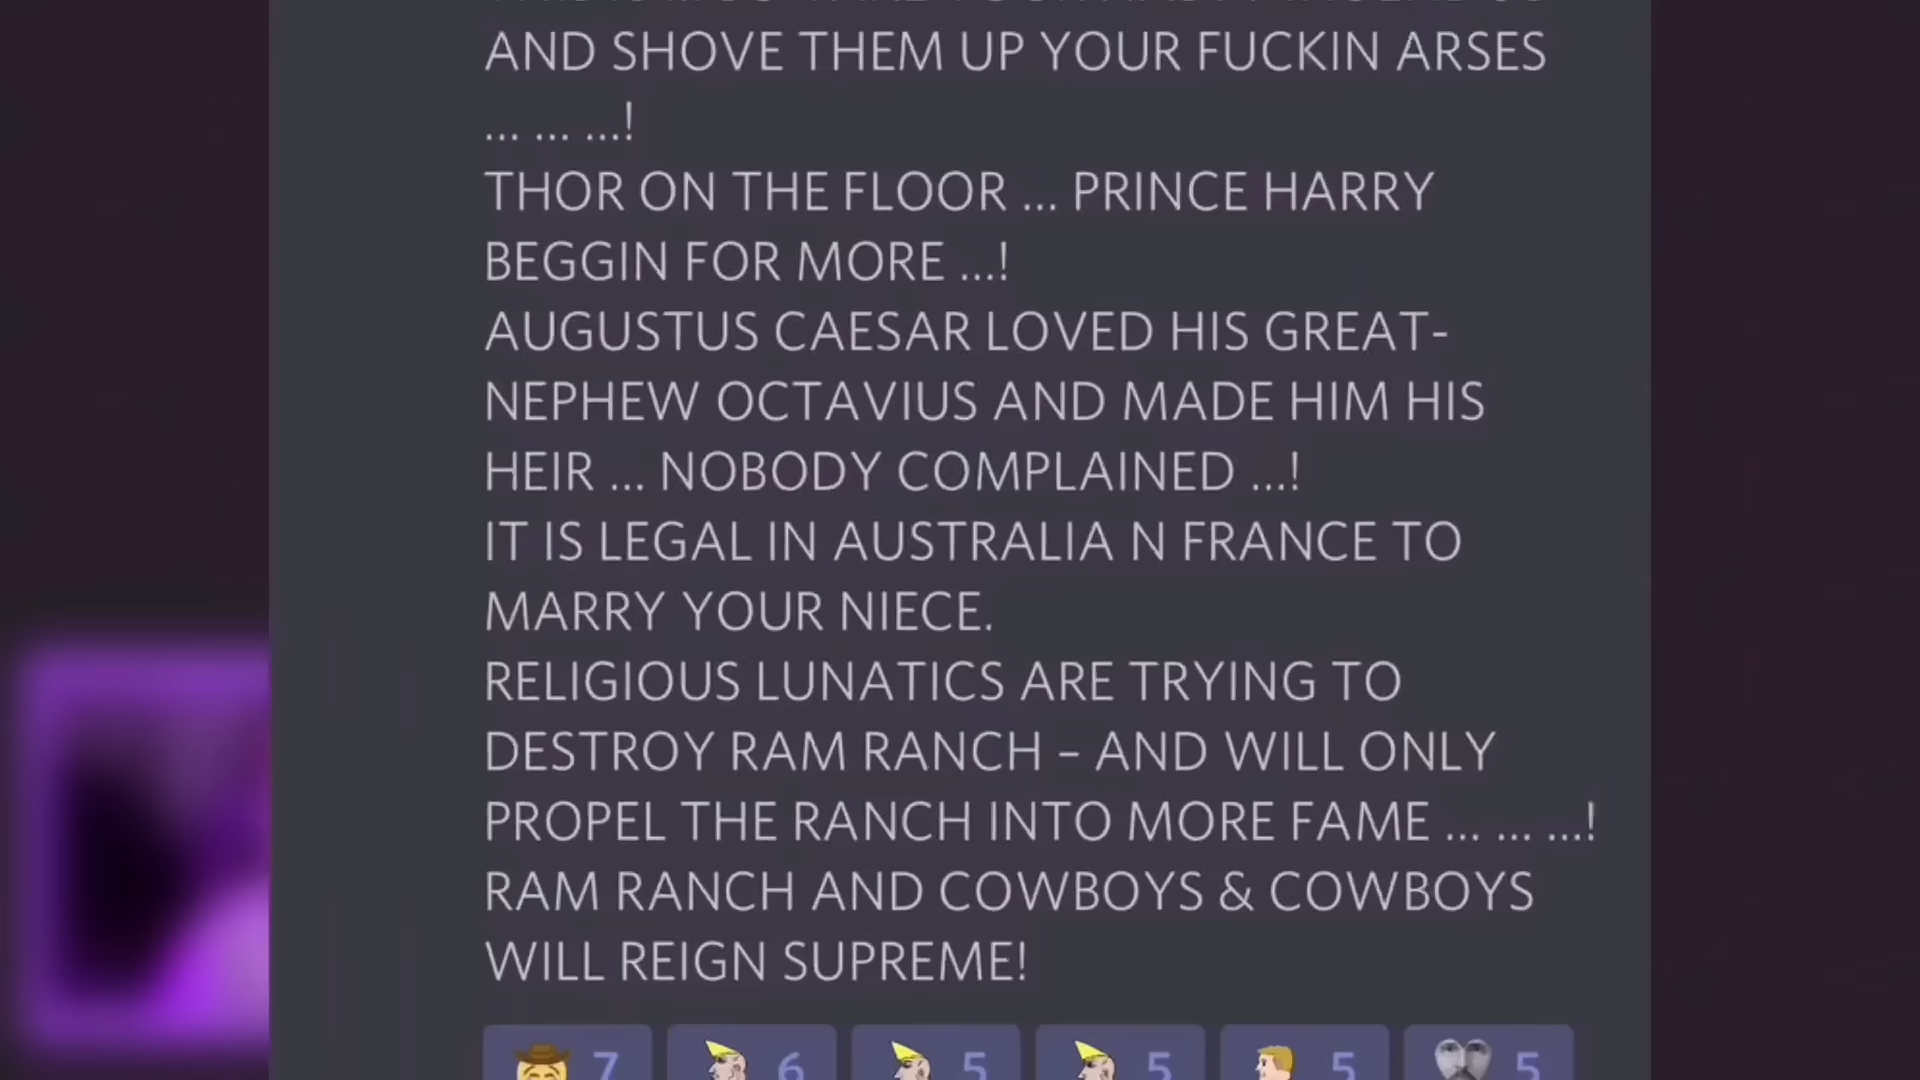 AND SHOVE THEM UP YOUR FUCKIN ARSES
... ... ...!
THOR ON THE FLOOR ... PRINCE HARRY
BEGGIN FOR MORE ...!
AUGUSTUS CAESAR LOVED HIS GREAT-
NEPHEW OCTAVIUS AND MADE HIM HIS
HEIR ... NOBODY COMPLAINED ...!
IT IS LEGAL IN AUSTRALIA N FRANCE TO
MARRY YOUR NIECE.
RELIGIOUS LUNATICS ARE TRYING TO
DESTROY RAM RANCH – AND WILL ONLY
PROPEL THE RANCH INTO MORE FAME ... ... ...!
RAM RANCH AND COWBOYS & COWBOYS
WILL REIGN SUPREME!
7 6 5 5 5 5